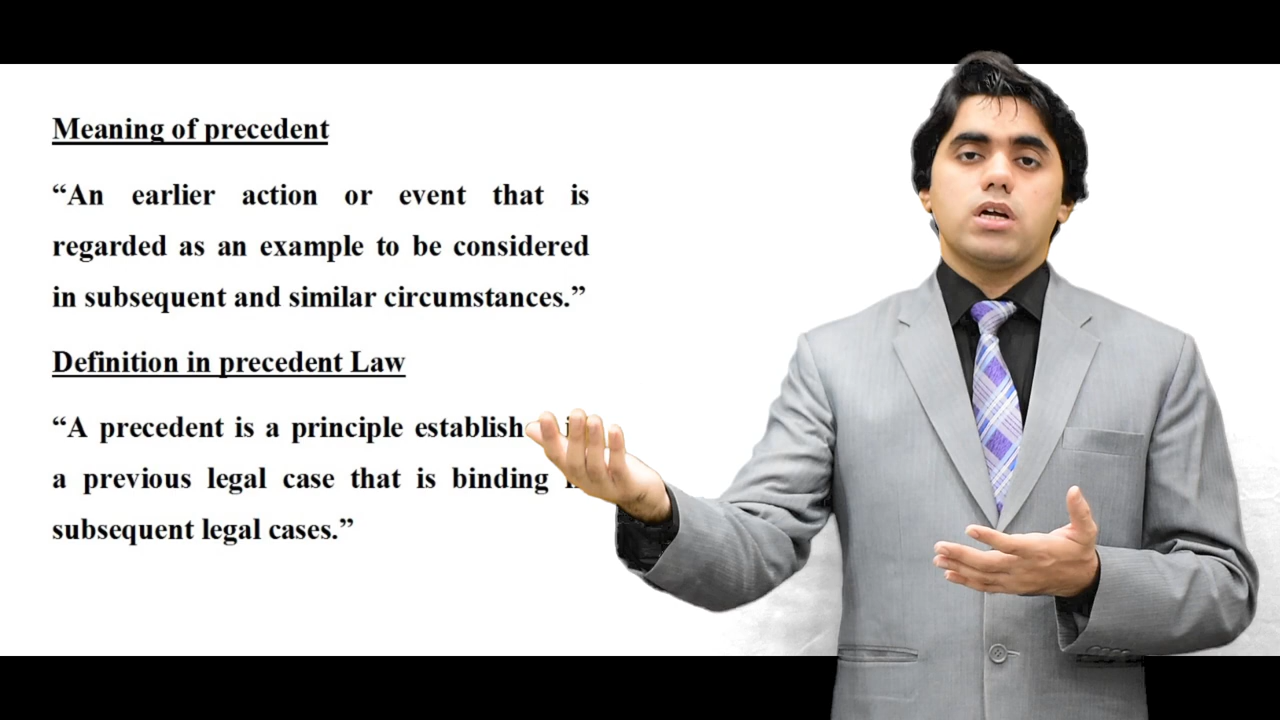 Meaning of precedent
“An earlier action or event that is
regarded as an example to be considered
in subsequent and similar circumstances.”
Definition in precedent Law
“A precedent is a principle
a previous legal case that is binding
subsequent legal cases.”